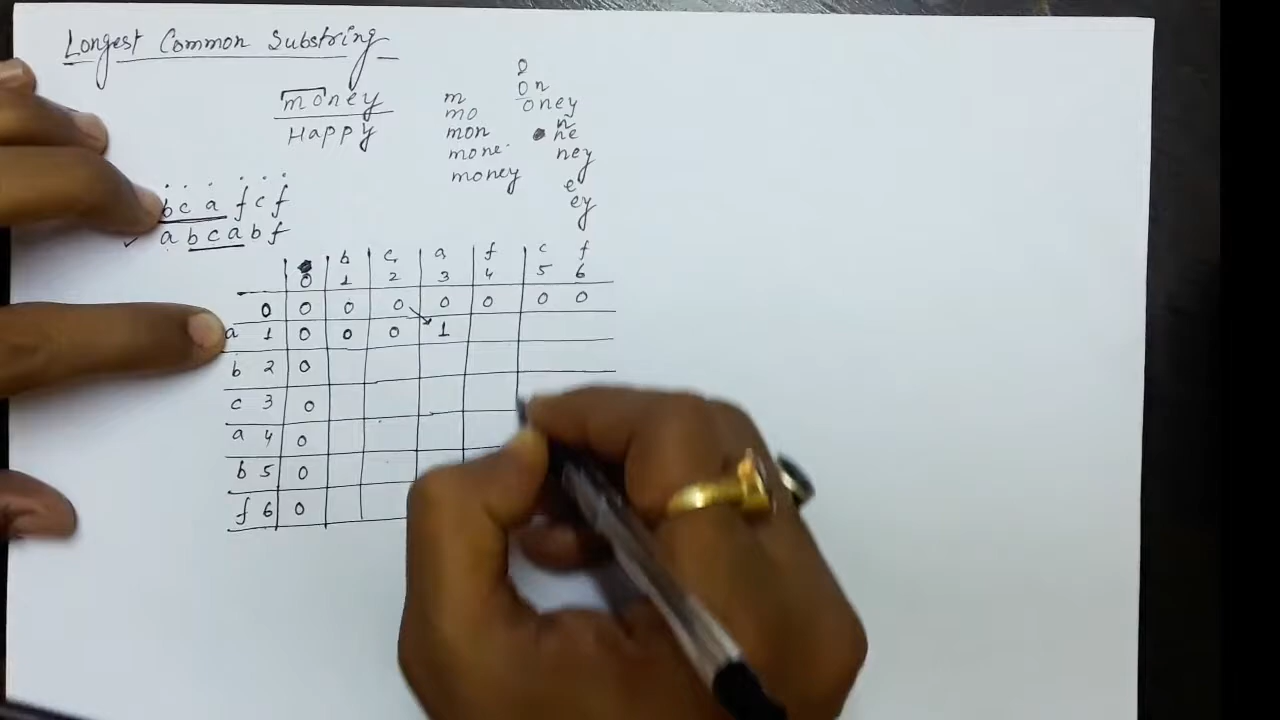 Longest Common Substring
money
Happy
m
mo
mon
mone
money
o
on
oney
n
ne
ney
e
ey
b c a f c f
a b c a b f
b c a f c f
0 1 2 3 4 5 6
0 0 0 0 0 0 0 0
a 1 0 0 0 1
b 2 0
c 3 0
a 4 0
b 5 0
f 6 0